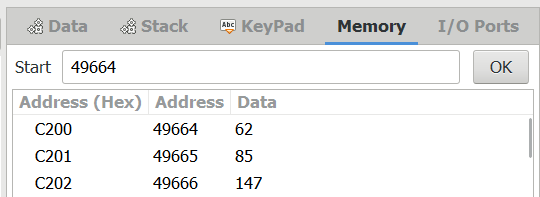 Data Stack Abc KeyPad Memory I/O Ports
Start 49664 OK
Address (Hex) Address Data
C200 49664 62
C201 49665 85
C202 49666 147